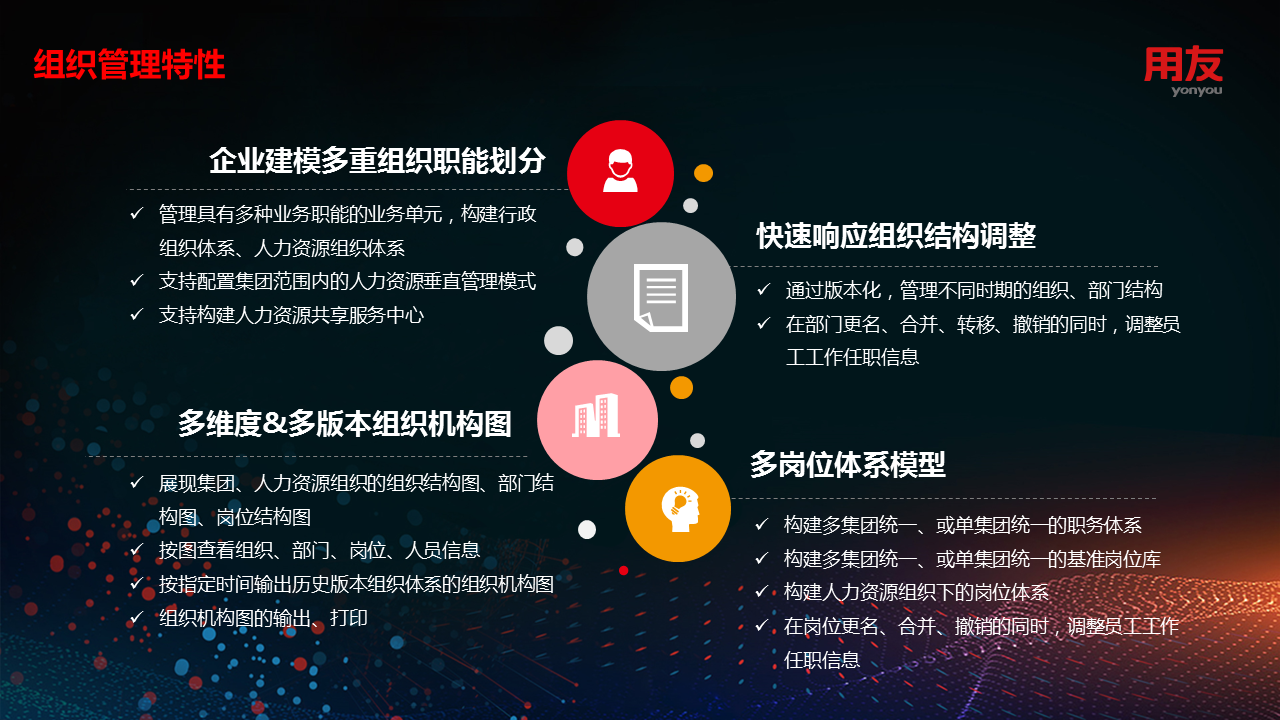 组织管理特性
用友
yonyou
企业建模多重组织职能划分
管理具有多种业务职能的业务单元，构建行政
组织体系、人力资源组织体系
支持配置集团范围内的人力资源垂直管理模式
支持构建人力资源共享服务中心
快速响应组织结构调整
通过版本化，管理不同时期的组织、部门结构
在部门更名、合并、转移、撤销的同时，调整员
工工作任职信息
多维度&多版本组织机构图
展现集团、人力资源组织的组织结构图、部门结
构图、岗位结构图
按图查看组织、部门、岗位、人员信息
按指定时间输出历史版本组织体系的组织机构图
组织机构图的输出、打印
多岗位体系模型
构建多集团统一、或单集团统一的职务体系
构建多集团统一、或单集团统一的基准岗位库
构建人力资源组织下的岗位体系
在岗位更名、合并、撤销的同时，调整员工工作
任职信息